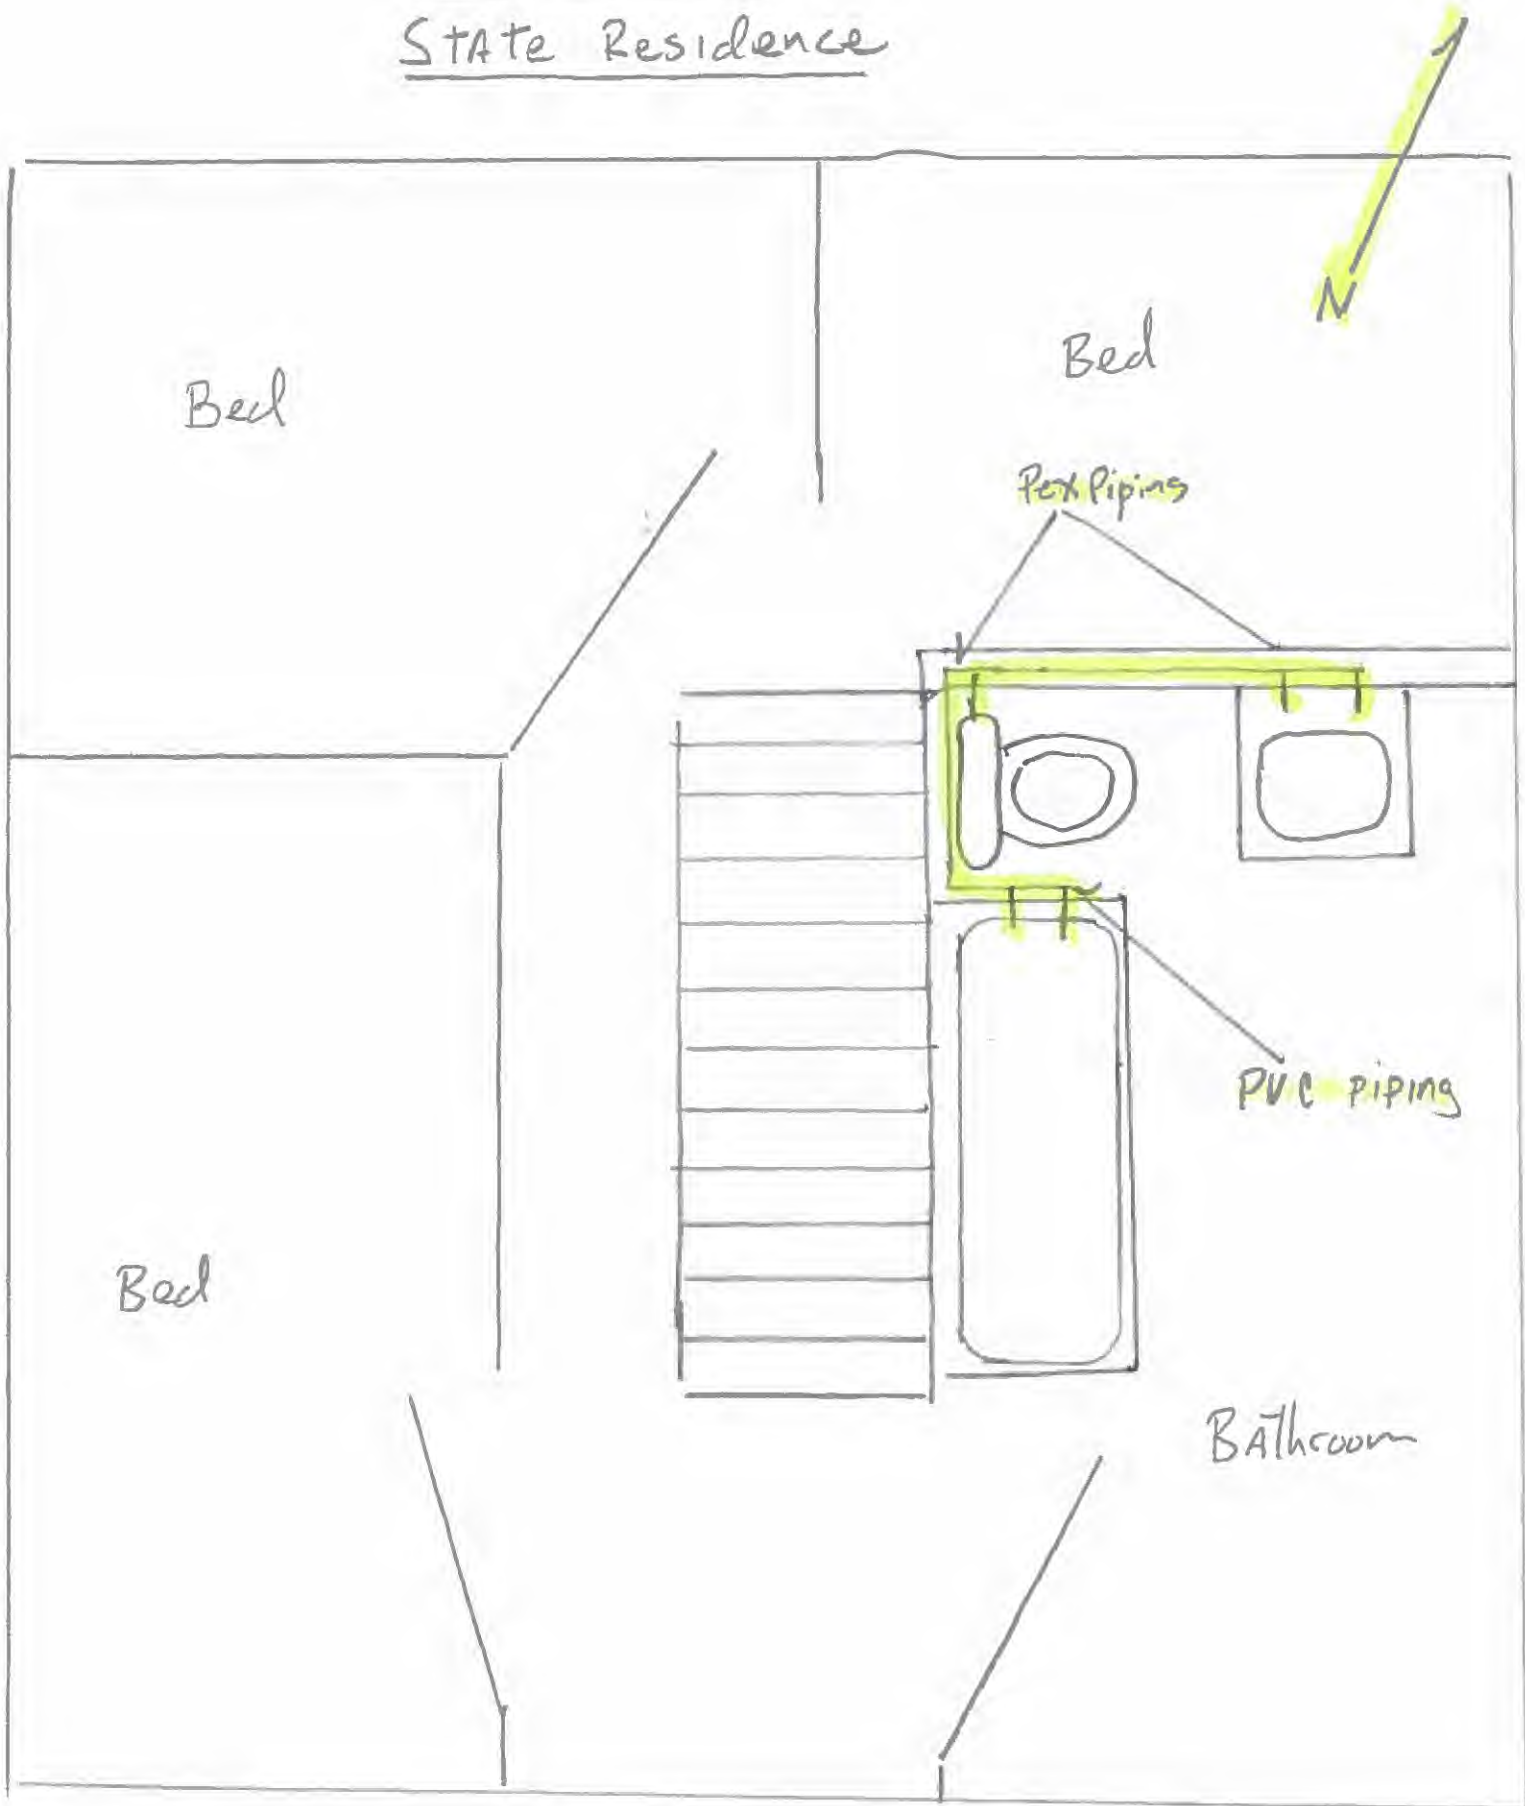 STATE Residence
N
Bed
Bed
Pex Piping
PVC piping
Bed
BAThroom